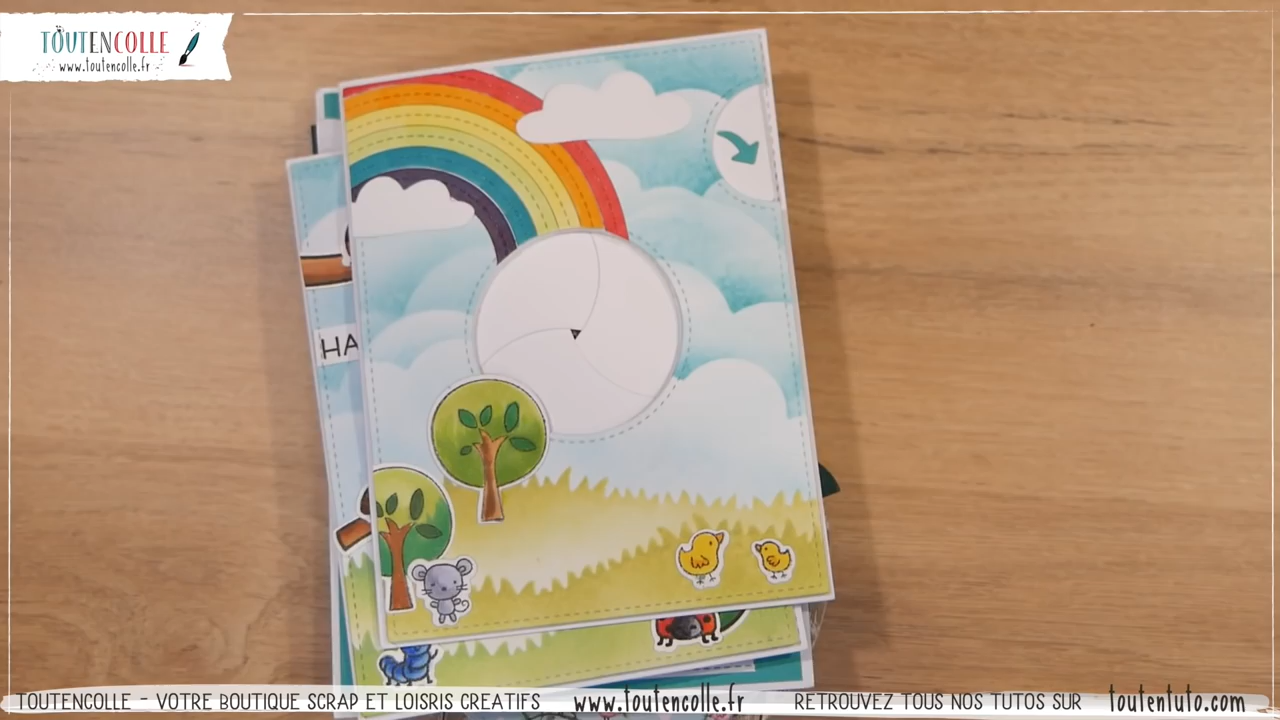 TOUTENCOLLE
www.toutencolle.fr
HA
TOUTENCOLLE - VOTRE BOUTIQUE SCRAP ET LOISRIS CREATIFS www.toutencolle.fr RETROUVEZ TOUS NOS TUTOS SUR toutentuto.com